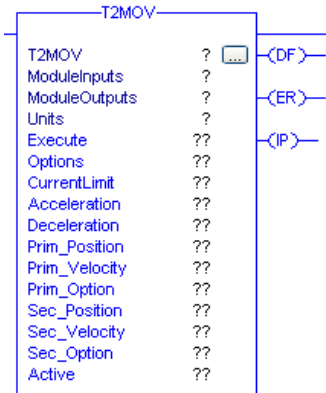 T2MOV
T2MOV ? ... (DF)
ModuleInputs ?
ModuleOutputs ? (ER)
Units ?
Execute ?? (IP)
Options ??
CurrentLimit ??
Acceleration ??
Deceleration ??
Prim_Position ??
Prim_Velocity ??
Prim_Option ??
Sec_Position ??
Sec_Velocity ??
Sec_Option ??
Active ??